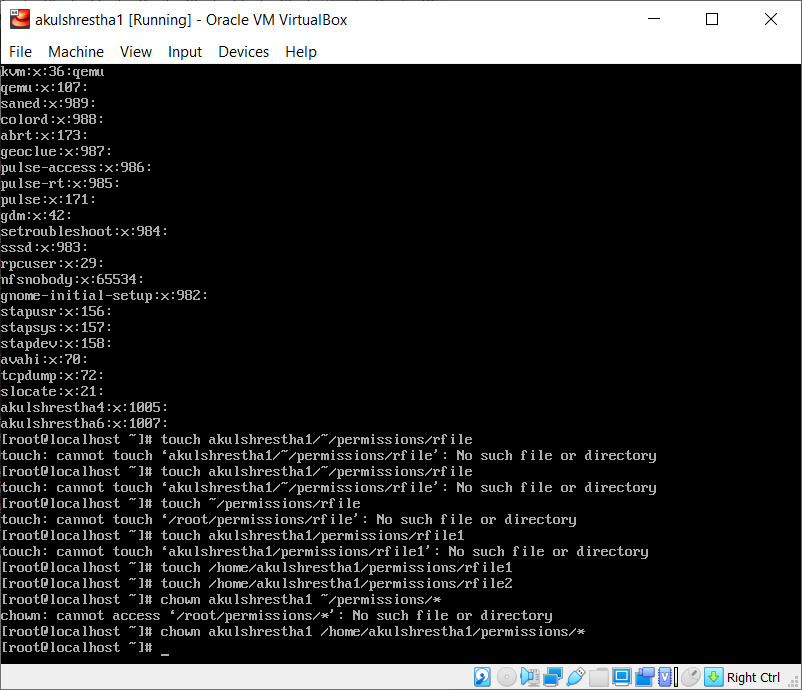 akulshrestha1 [Running] - Oracle VM VirtualBox
File Machine View Input Devices Help
kvm:x:36:qemu
qemu:x:107:
saned:x:989:
colord:x:988:
abrt:x:173:
geoclue:x:987:
pulse-access:x:986:
pulse-rt:x:985:
pulse:x:171:
gdm:x:42:
setroubleshoot:x:984:
sssd:x:983:
rpcuser:x:29:
nfsnobody:x:65534:
gnome-initial-setup:x:982:
stapusr:x:156:
stapsys:x:157:
stapdev:x:158:
avahi:x:70:
tcpdump:x:72:
slocate:x:21:
akulshrestha4:x:1005:
akulshrestha6:x:1007:
[root@localhost ~]# touch akulshrestha1/~/permissions/rfile
touch: cannot touch ‘akulshrestha1/~/permissions/rfile’: No such file or directory
[root@localhost ~]# touch akulshrestha1/~/permissions/rfile
touch: cannot touch ‘akulshrestha1/~/permissions/rfile’: No such file or directory
[root@localhost ~]# touch ~/permissions/rfile
touch: cannot touch ‘/root/permissions/rfile’: No such file or directory
[root@localhost ~]# touch akulshrestha1/permissions/rfile1
touch: cannot touch ‘akulshrestha1/permissions/rfile1’: No such file or directory
[root@localhost ~]# touch /home/akulshrestha1/permissions/rfile1
[root@localhost ~]# touch /home/akulshrestha1/permissions/rfile2
[root@localhost ~]# chown akulshrestha1 ~/permissions/*
chown: cannot access ‘/root/permissions/*’: No such file or directory
[root@localhost ~]# chown akulshrestha1 /home/akulshrestha1/permissions/*
[root@localhost ~]# _
Right Ctrl